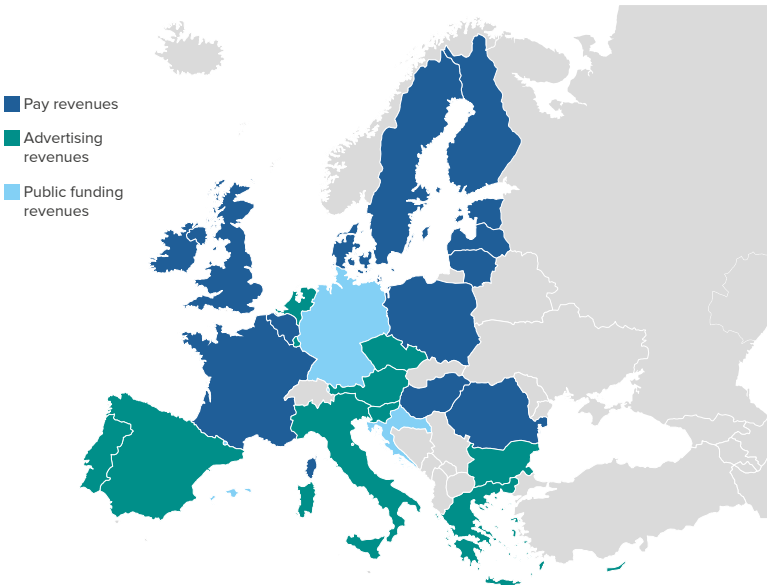 Pay revenues
Advertising
revenues
Public funding
revenues